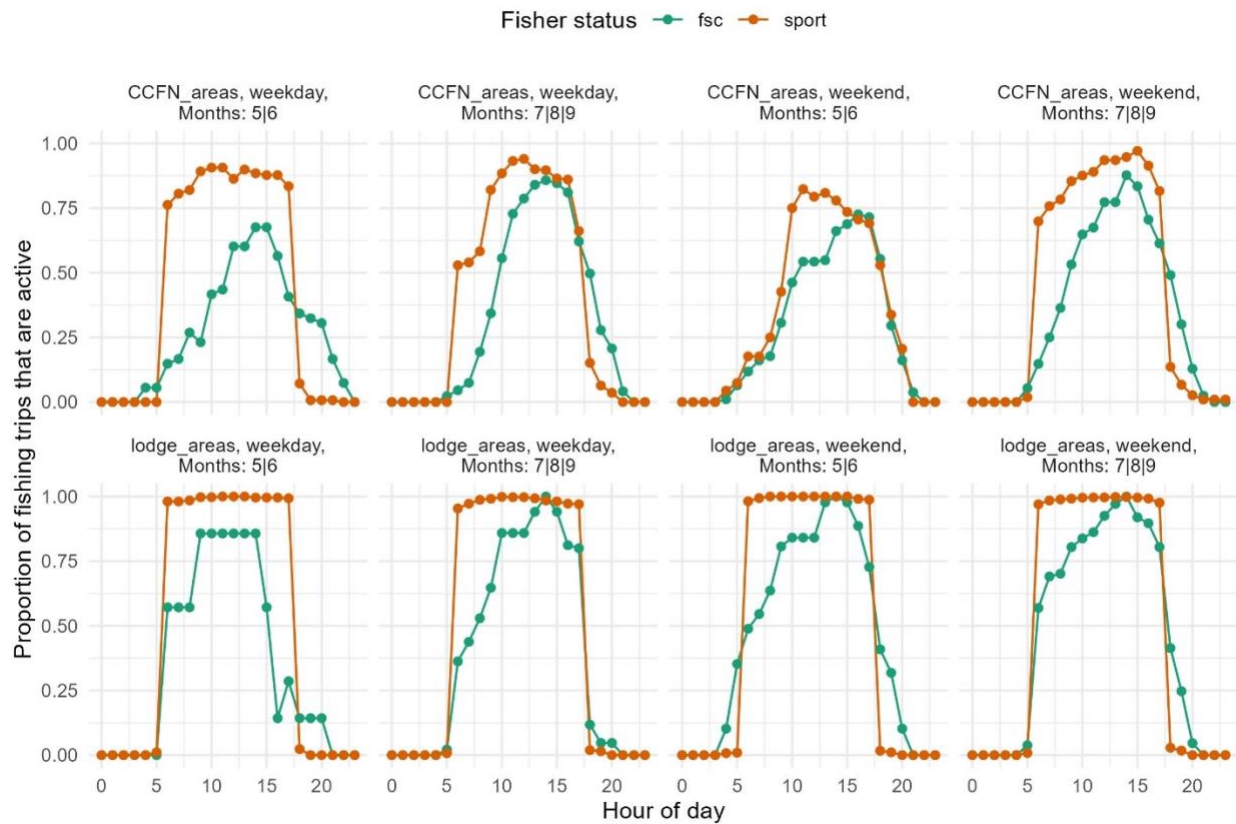 Fisher status fsc sport
CCFN_areas, weekday,
Months: 5|6
CCFN_areas, weekday,
Months: 7|8|9
CCFN_areas, weekend,
Months: 5|6
CCFN_areas, weekend,
Months: 7|8|9
1.00
0.75
0.50
0.25
0.00
lodge_areas, weekday,
Months: 5|6
lodge_areas, weekday,
Months: 7|8|9
lodge_areas, weekend,
Months: 5|6
lodge_areas, weekend,
Months: 7|8|9
1.00
0.75
0.50
0.25
0.00
0 5 10 15 20 0 5 10 15 20 0 5 10 15 20 0 5 10 15 20
Hour of day
Proportion of fishing trips that are active